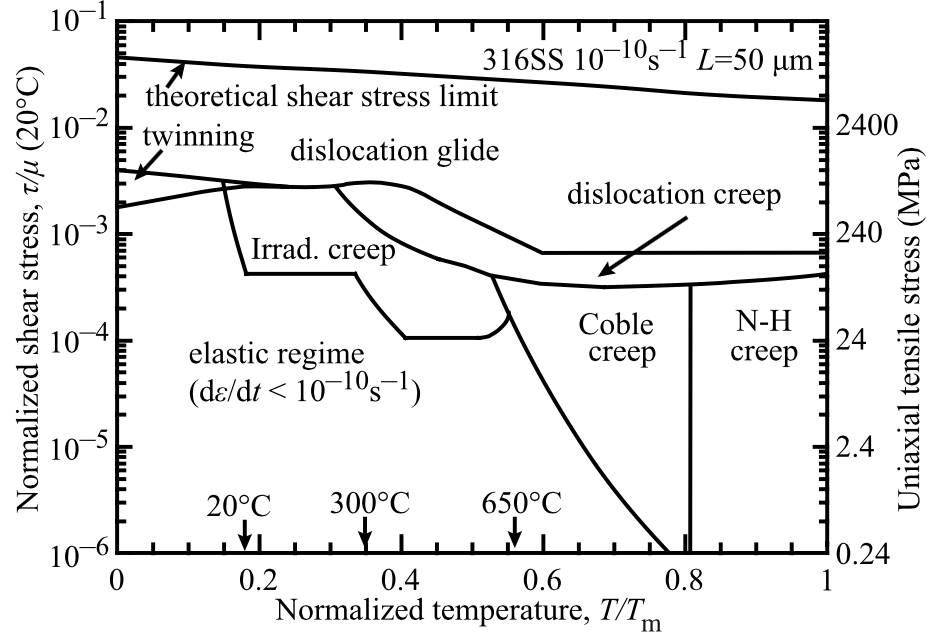 10⁻¹
316SS 10⁻¹⁰s⁻¹ L=50 μm
theoretical shear stress limit
10⁻²
2400
twinning
dislocation glide
dislocation creep
10⁻³
240
Irrad. creep
Coble
creep
N-H
creep
10⁻⁴
24
elastic regime
(dε/dt < 10⁻¹⁰s⁻¹)
10⁻⁵
2.4
20°C
300°C
650°C
10⁻⁶
0.24
0
0.2
0.4
0.6
0.8
1
Normalized temperature, T/Tₘ
Normalized shear stress, τ/μ (20°C)
Uniaxial tensile stress (MPa)